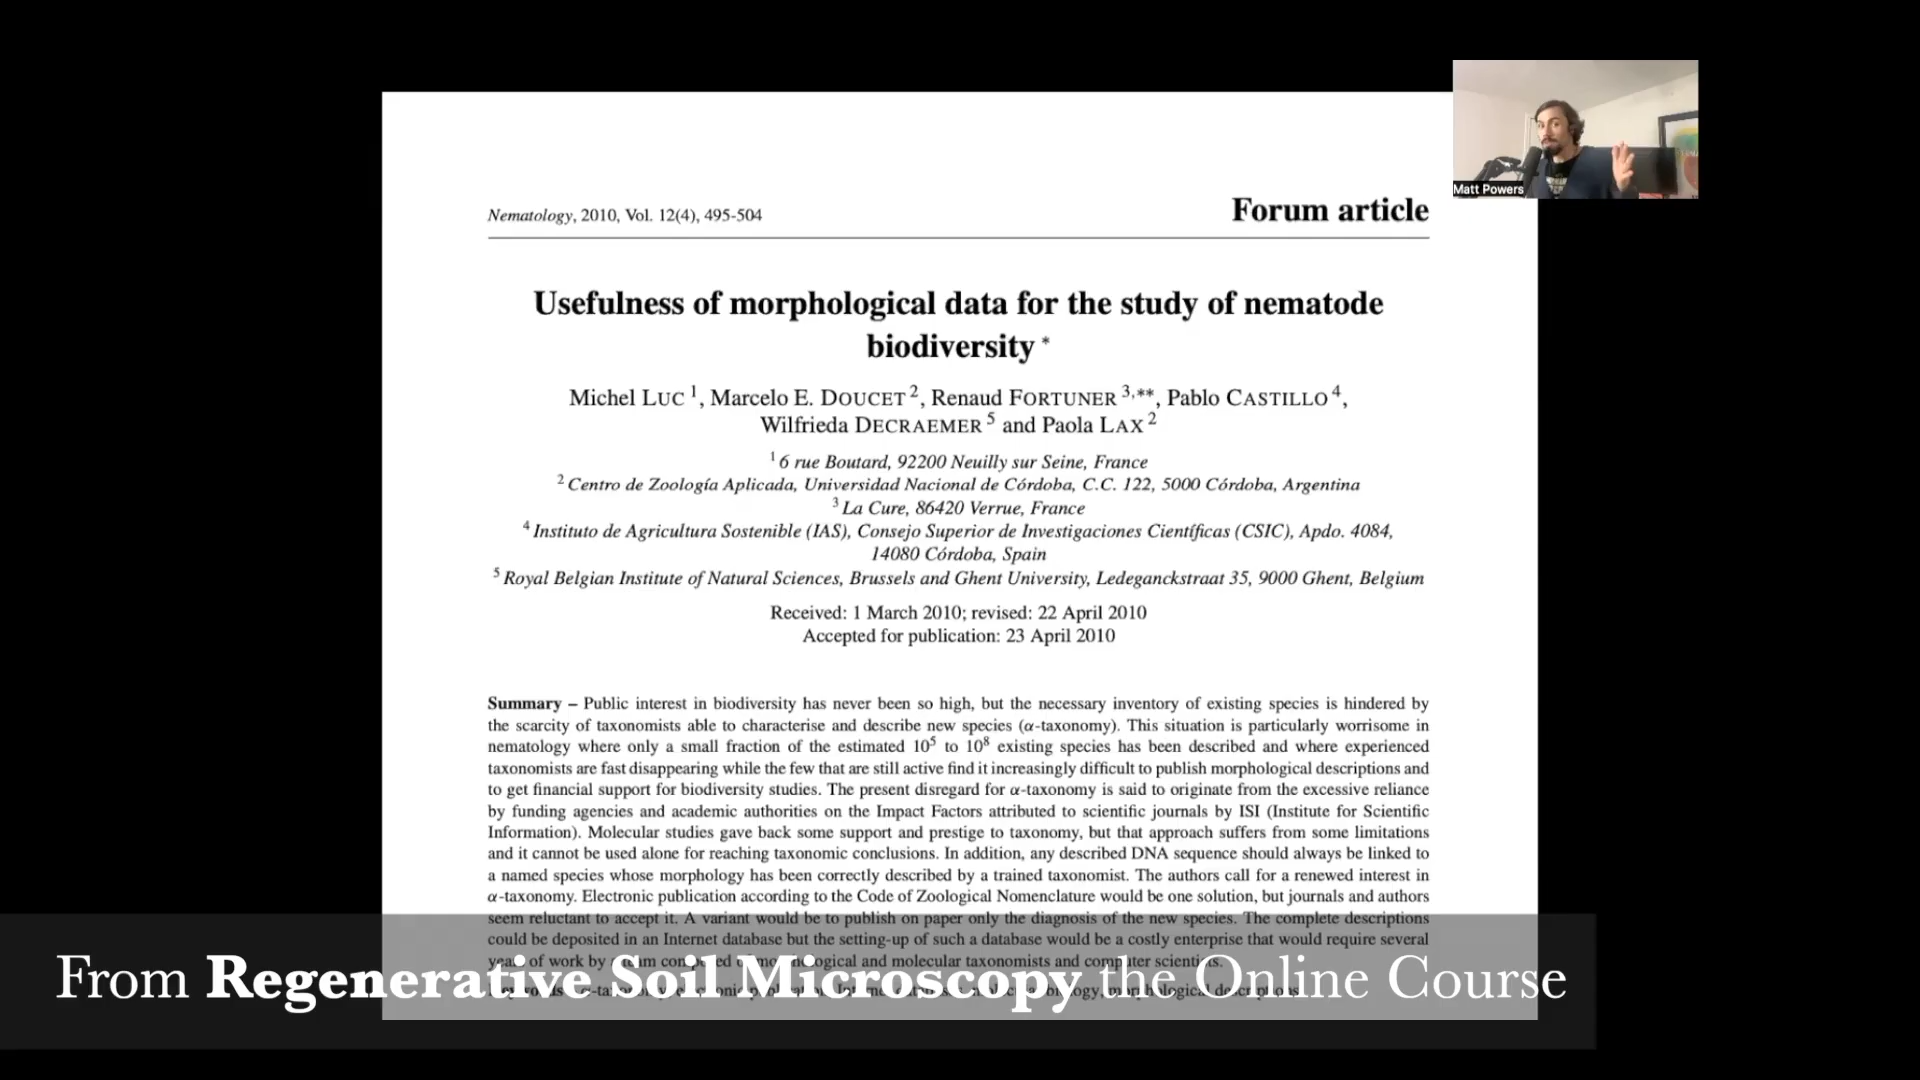 Matt Powers
Nematology, 2010, Vol. 12(4), 495-504
Forum article
Usefulness of morphological data for the study of nematode
biodiversity *
Michel LUC 1, Marcelo E. DOUCET 2, Renaud FORTUNER 3,**, Pablo CASTILLO 4,
Wilfrieda DECRAEMER 5 and Paola LAX 2
1 6 rue Boutard, 92200 Neuilly sur Seine, France
2 Centro de Zoología Aplicada, Universidad Nacional de Córdoba, C.C. 122, 5000 Córdoba, Argentina
3 La Cure, 86420 Verrue, France
4 Instituto de Agricultura Sostenible (IAS), Consejo Superior de Investigaciones Científicas (CSIC), Apdo. 4084,
14080 Córdoba, Spain
5 Royal Belgian Institute of Natural Sciences, Brussels and Ghent University, Ledeganckstraat 35, 9000 Ghent, Belgium
Received: 1 March 2010; revised: 22 April 2010
Accepted for publication: 23 April 2010
Summary – Public interest in biodiversity has never been so high, but the necessary inventory of existing species is hindered by
the scarcity of taxonomists able to characterise and describe new species (α-taxonomy). This situation is particularly worrisome in
nematology where only a small fraction of the estimated 10^5 to 10^8 existing species has been described and where experienced
taxonomists are fast disappearing while the few that are still active find it increasingly difficult to publish morphological descriptions and
to get financial support for biodiversity studies. The present disregard for α-taxonomy is said to originate from the excessive reliance
by funding agencies and academic authorities on the Impact Factors attributed to scientific journals by ISI (Institute for Scientific
Information). Molecular studies gave back some support and prestige to taxonomy, but that approach suffers from some limitations
and it cannot be used alone for reaching taxonomic conclusions. In addition, any described DNA sequence should always be linked to
a named species whose morphology has been correctly described by a trained taxonomist. The authors call for a renewed interest in
α-taxonomy. Electronic publication according to the Code of Zoological Nomenclature would be one solution, but journals and authors
seem reluctant to accept it. A variant would be to publish on paper only the diagnosis of the new species. The complete descriptions
could be deposited in an Internet database but the setting-up of such a database would be a costly enterprise that would require several
of work by and molecular taxonomists and computer scientists.
From Regenerative Soil Microscopy the Online Course